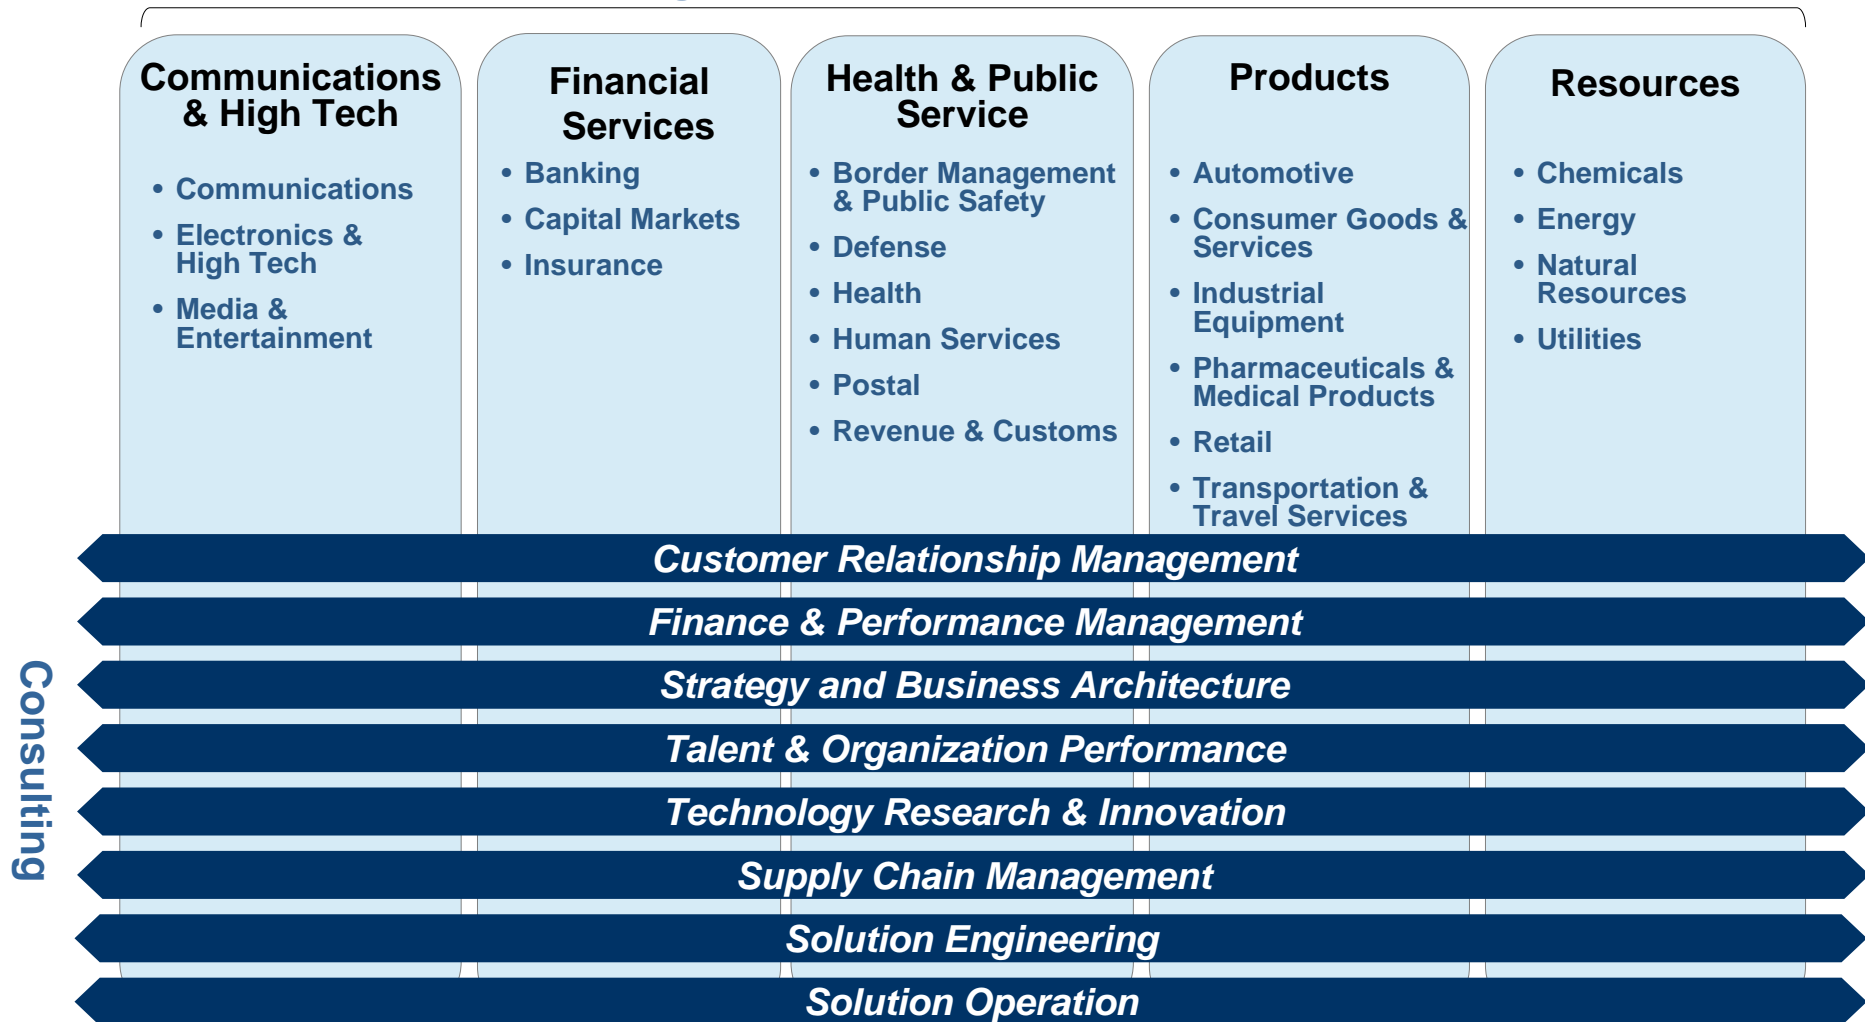 Communications
& High Tech
• Communications
• Electronics &
High Tech
• Media &
Entertainment
Financial
Services
• Banking
• Capital Markets
• Insurance
Health & Public
Service
• Border Management
& Public Safety
• Defense
• Health
• Human Services
• Postal
• Revenue & Customs
Products
• Automotive
• Consumer Goods &
Services
• Industrial
Equipment
• Pharmaceuticals &
Medical Products
• Retail
• Transportation &
Travel Services
Resources
• Chemicals
• Energy
• Natural
Resources
• Utilities
Consulting
Customer Relationship Management
Finance & Performance Management
Strategy and Business Architecture
Talent & Organization Performance
Technology Research & Innovation
Supply Chain Management
Solution Engineering
Solution Operation